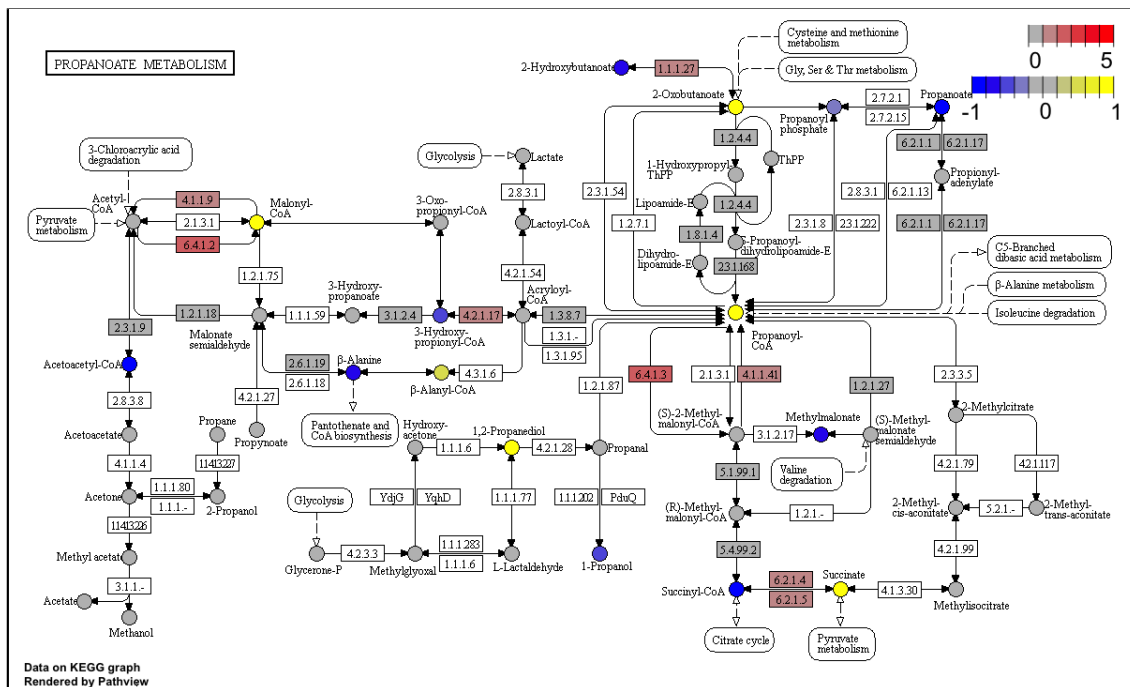 PROPANOATE METABOLISM
Cysteine and methionine
metabolism
Gly, Ser & Thr metabolism
0
5
-1
0
1
2-Hydroxybutanoate
1.1.1.27
2-Oxobutanoate
Propanoyl
phosphate
2.7.2.1
2.7.2.15
Propanoate
6.2.1.1
6.2.1.17
Propionyl-
adenylate
6.2.1.1
6.2.1.17
1.2.4.4
1-Hydroxypropyl-
ThPP
ThPP
1.2.4.4
Lipoamide-E
1.8.1.4
S-Propanoyl-
dihydrolipoamide-E
Dihydro-
lipoamide-E
2.3.1.168
2.3.1.54
1.2.7.1
2.3.1.8
2.3.1.222
2.8.3.1
6.2.1.13
C5-Branched
dibasic acid metabolism
β-Alanine metabolism
Isoleucine degradation
Propanoyl-
CoA
3-Chloroacrylic acid
degradation
Acetyl-
CoA
Pyruvate
metabolism
4.1.1.9
2.1.3.1
6.4.1.2
Malonyl-
CoA
1.2.1.75
3-Oxo-
propionyl-CoA
Glycolysis
Lactate
2.8.3.1
Lactoyl-CoA
4.2.1.54
Acryloyl-
CoA
3-Hydroxy-
propanoate
1.2.1.18
Malonate
semialdehyde
1.1.1.59
3.1.2.4
3-Hydroxy-
propionyl-CoA
4.2.1.17
1.3.8.7
1.3.1.-
1.3.1.95
2.3.1.9
Acetoacetyl-CoA
2.6.1.19
2.6.1.18
β-Alanine
β-Alanyl-CoA
4.3.1.6
Pantothenate and
CoA biosynthesis
2.8.3.8
4.2.1.27
Propynoate
Acetoacetate
Propane
4.1.1.4
1.14.13.227
Acetone
1.1.1.80
1.1.1.-
2-Propanol
1.14.13.226
Methyl acetate
3.1.1.-
Acetate
Methanol
Hydroxy-
acetone
1.1.1.6
1,2-Propanediol
4.2.1.28
Propanal
1.2.1.87
YdjG
YqhD
1.1.1.77
1.1.1.202
PduQ
Glycolysis
Glycerone-P
4.2.3.3
Methylglyoxal
1.1.1.283
1.1.1.6
L-Lactaldehyde
1-Propanol
6.4.1.3
2.1.3.1
4.1.1.41
1.2.1.27
2.3.3.5
(S)-2-Methyl-
malonyl-CoA
3.1.2.17
Methylmalonate
(S)-Methyl-
malonate
semialdehyde
Valine
degradation
5.1.99.1
(R)-Methyl-
malonyl-CoA
1.2.1.-
5.4.99.2
Succinyl-CoA
6.2.1.4
6.2.1.5
Succinate
4.1.3.30
Methylisocitrate
Citrate cycle
Pyruvate
metabolism
2-Methylcitrate
4.2.1.79
4.2.1.117
2-Methyl-
cis-aconitate
5.2.1.-
2-Methyl-
trans-aconitate
4.2.1.99
Data on KEGG graph
Rendered by Pathview